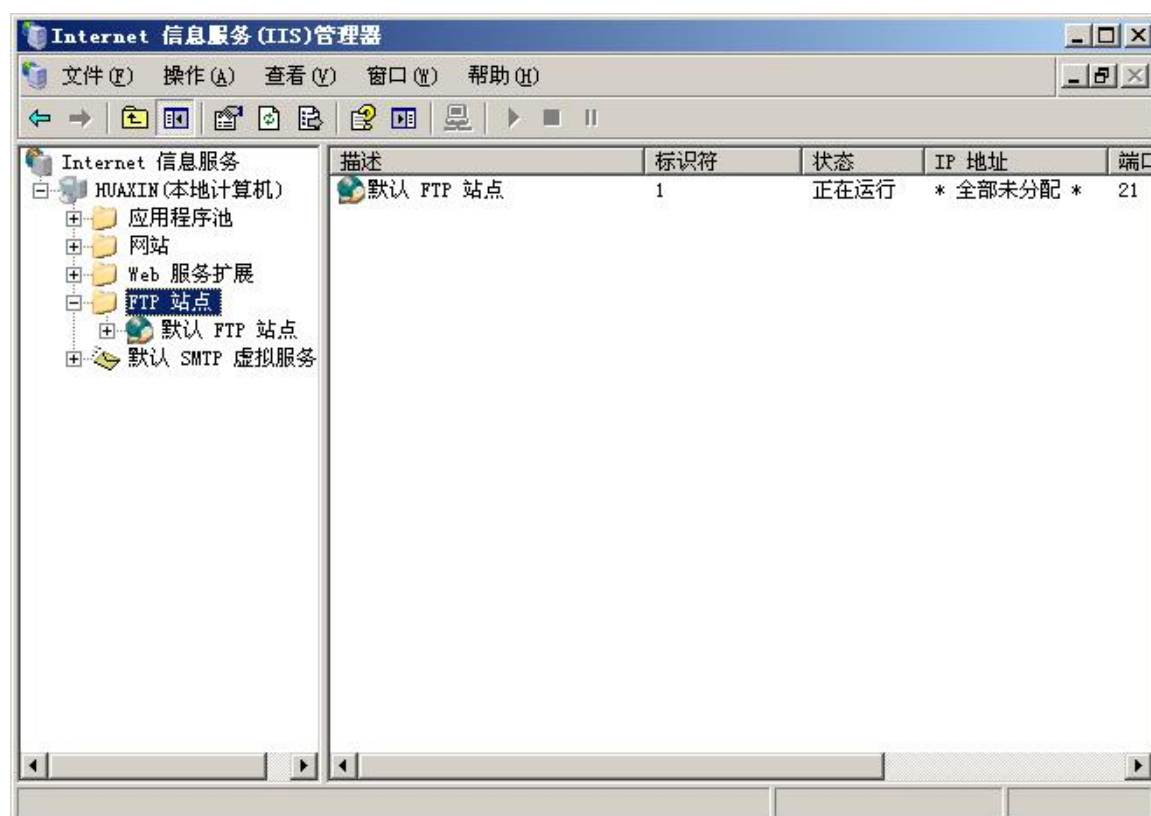 Internet 信息服务(IIS)管理器
文件(F) 操作(A) 查看(V) 窗口(W) 帮助(H)
Internet 信息服务
HUAXIN(本地计算机)
应用程序池
网站
Web 服务扩展
FTP 站点
默认 FTP 站点
默认 SMTP 虚拟服务
描述 标识符 状态 IP 地址 端口
默认 FTP 站点 1 正在运行 * 全部未分配 * 21